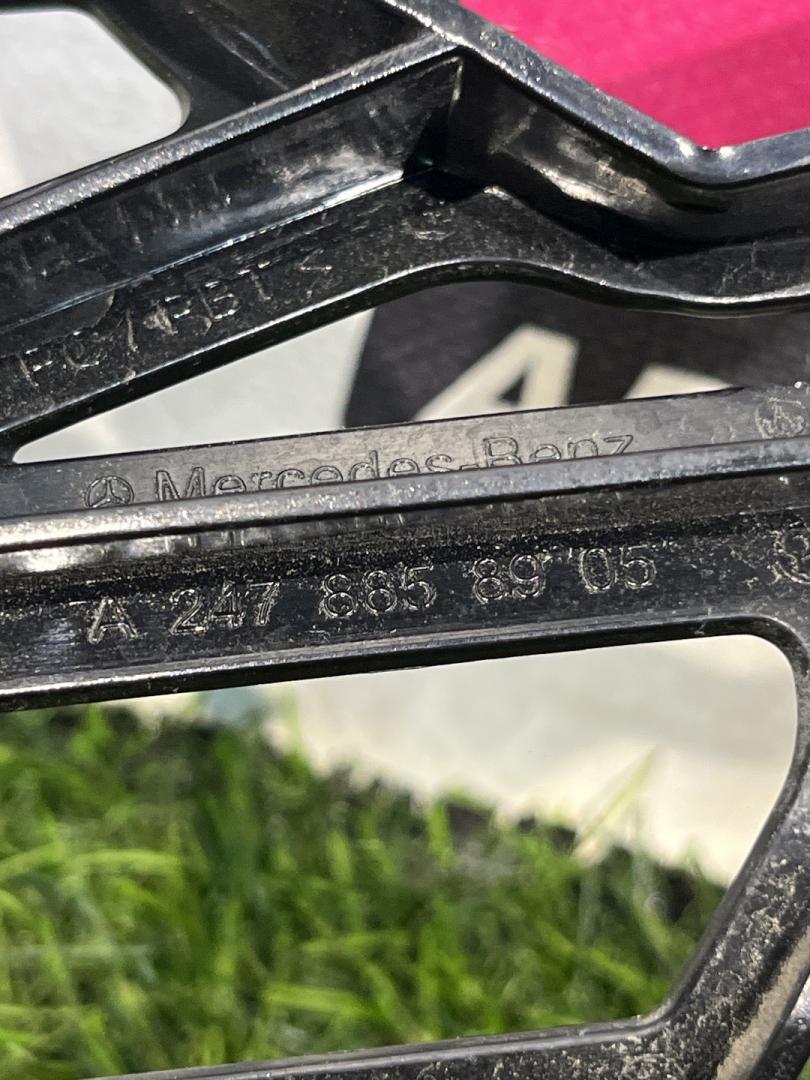 PC+PBT <
Mercedes-Benz
A 247 885 89 05